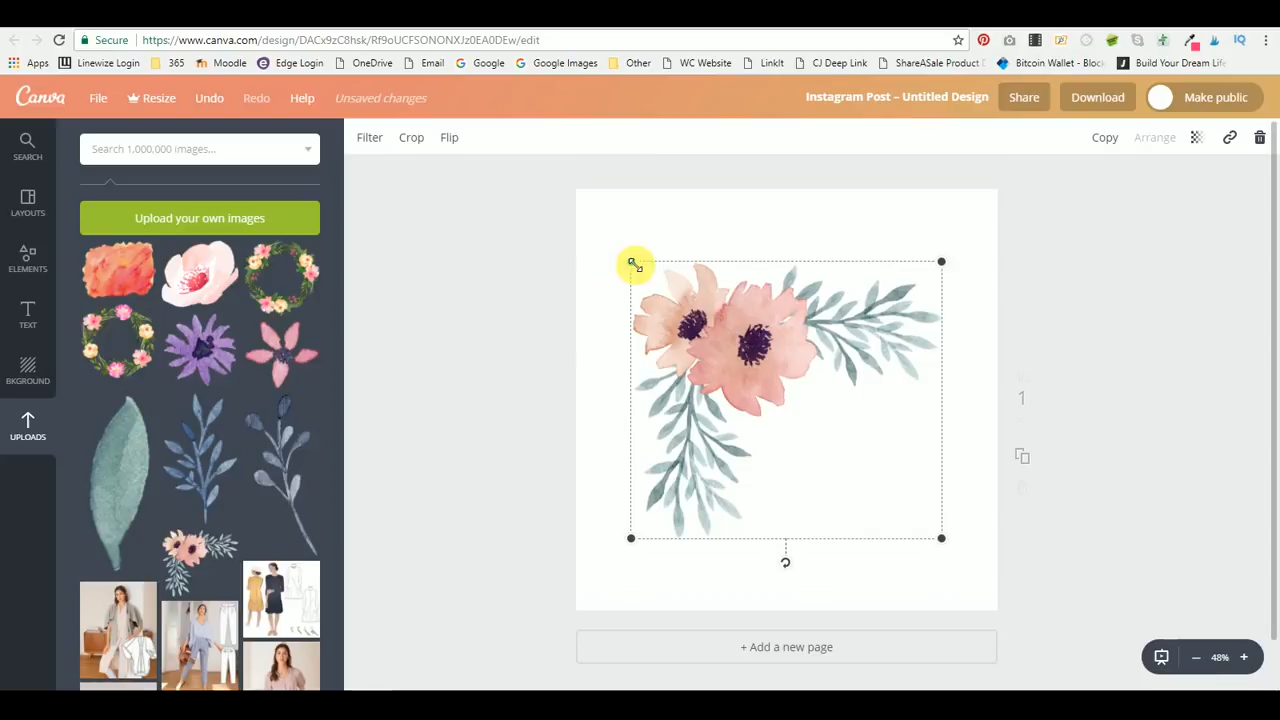 Secure https://www.canva.com/design/DACx9zC8hsk/Rf9oUCFSONONXJz0EA0DEw/edit
Apps Linewize Login 365 Moodle Edge Login OneDrive Email Google Google Images Other WC Website LinkIt CJ Deep Link ShareASale Product D Bitcoin Wallet - Block Build Your Dream Life
Canva File Resize Undo Redo Help Unsaved changes Instagram Post – Untitled Design Share Download Make public
Search 1,000,000 images...
Filter Crop Flip Copy Arrange
SEARCH
LAYOUTS
Upload your own images
ELEMENTS
TEXT
BKGROUND
UPLOADS
1
+ Add a new page
48%